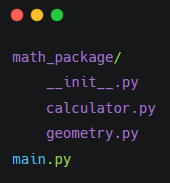 math_package/
    __init__.py
    calculator.py
    geometry.py
main.py